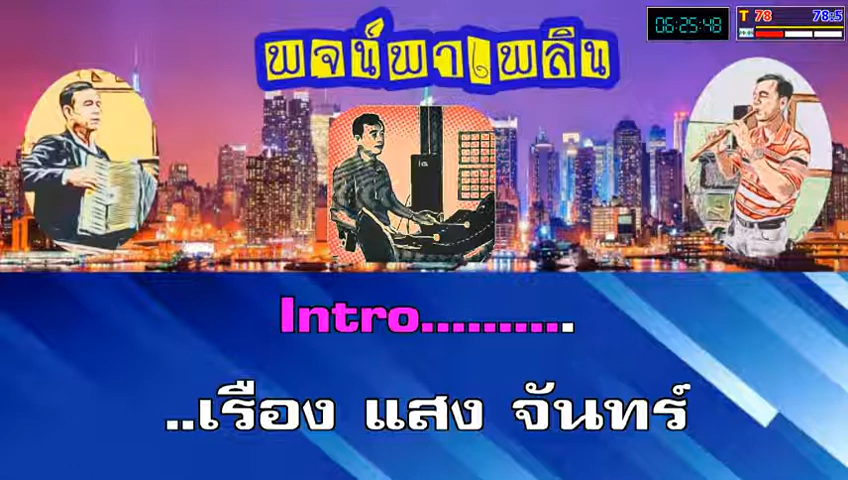 พจน์พาเพลิน
06:25:48
T 78 78:5
Intro...........
..เรือง แสง จันทร์